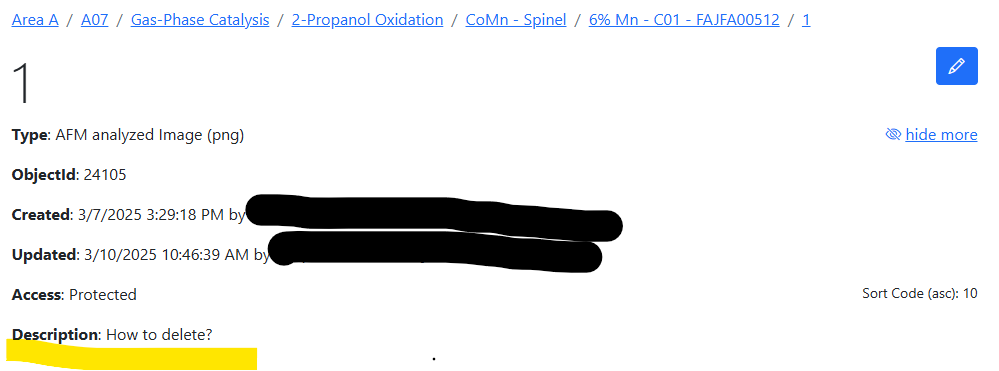 Area A / A07 / Gas-Phase Catalysis / 2-Propanol Oxidation / CoMn - Spinel / 6% Mn - C01 - FAJFA00512 / 1
1
Type: AFM analyzed Image (png)
hide more
ObjectId: 24105
Created: 3/7/2025 3:29:18 PM by
Updated: 3/10/2025 10:46:39 AM by
Access: Protected
Sort Code (asc): 10
Description: How to delete?